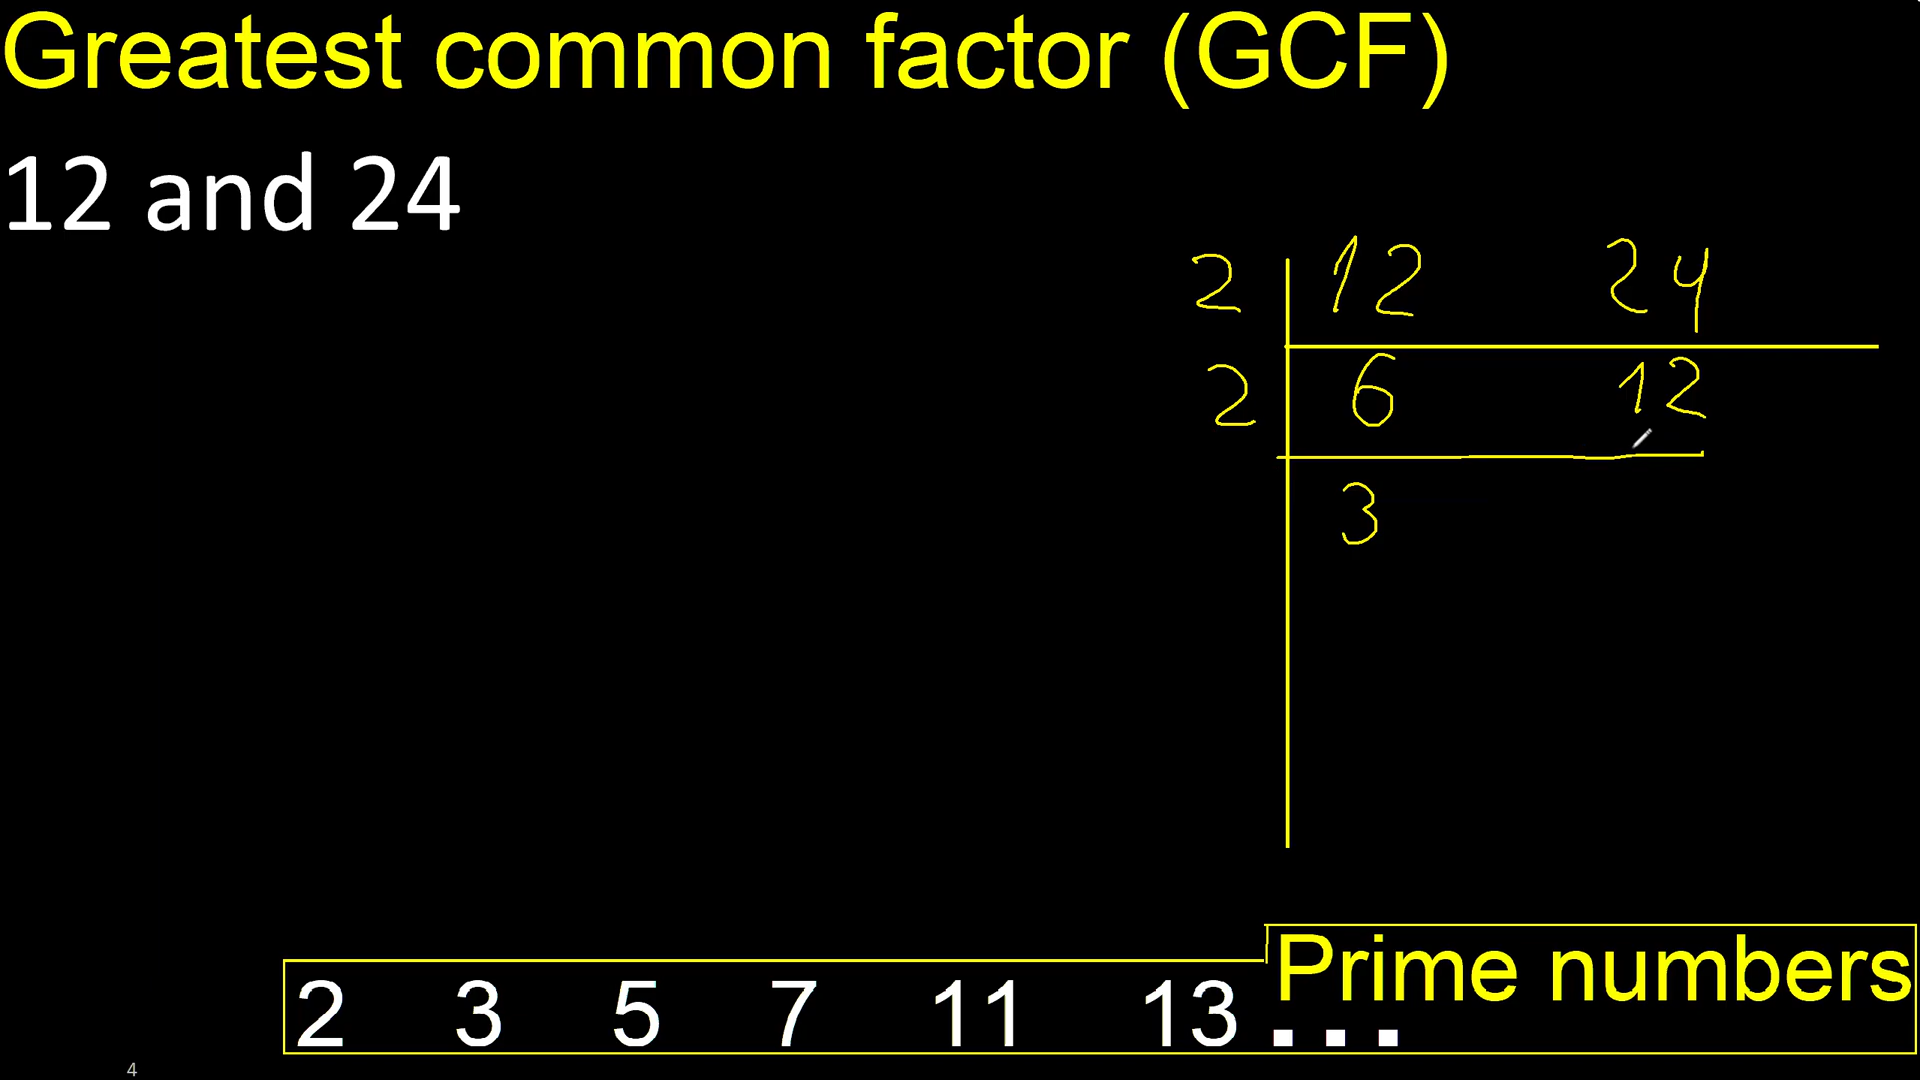 Greatest common factor (GCF)
12 and 24
2 12 24
2 6 12
3
Prime numbers
2 3 5 7 11 13 ...
4